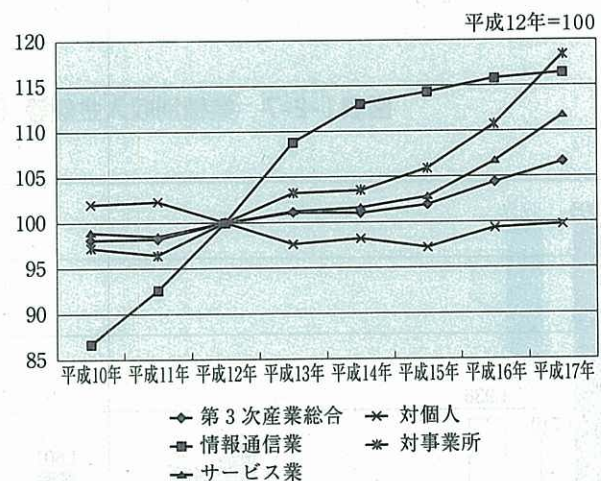 平成12年=100
120
115
110
105
100
95
90
85
平成10年 平成11年 平成12年 平成13年 平成14年 平成15年 平成16年 平成17年
第3次産業総合 対個人
情報通信業 対事業所
サービス業